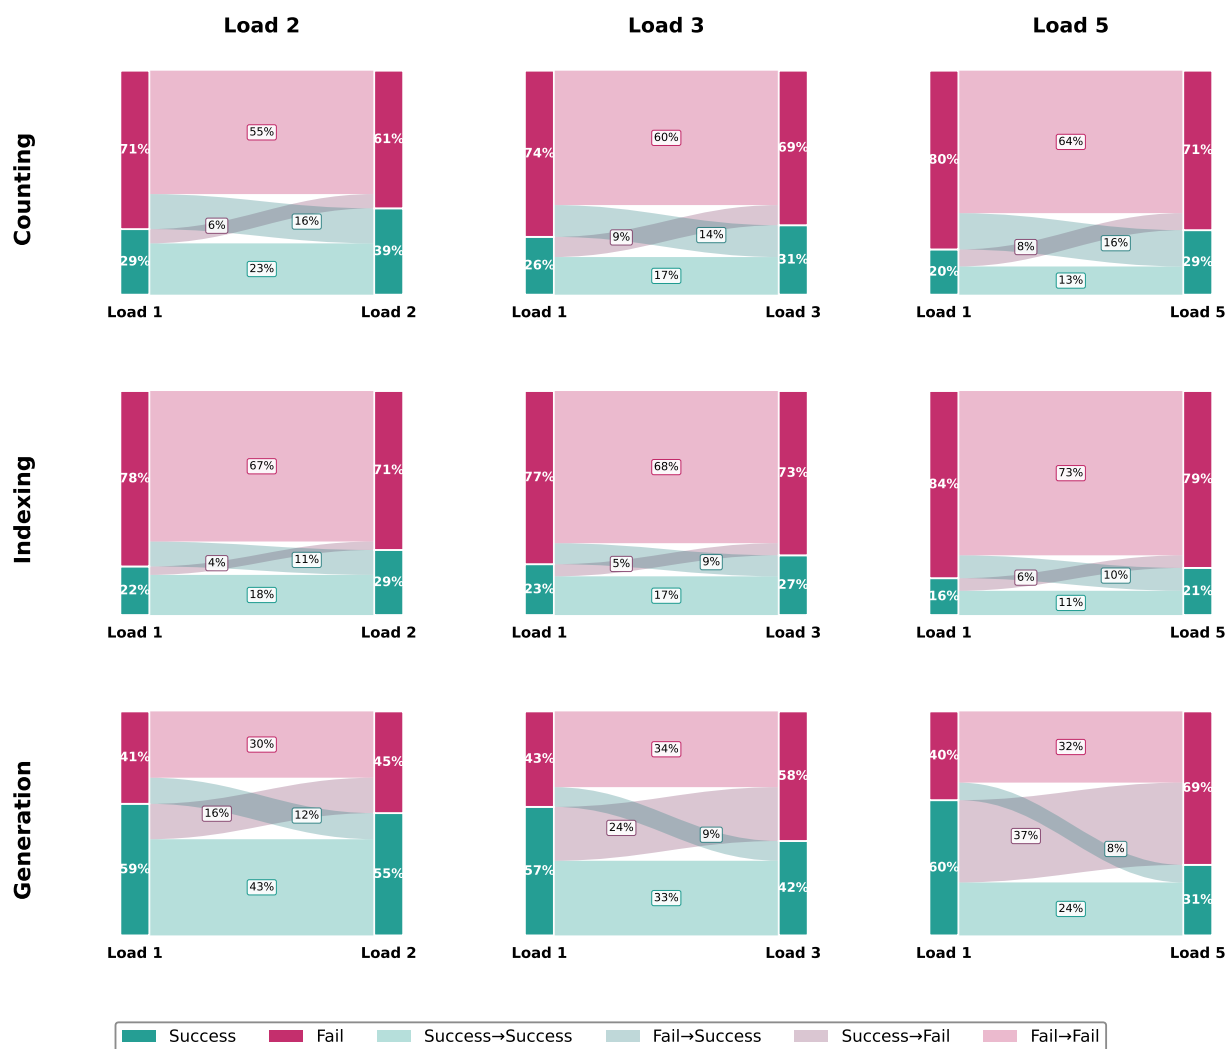 Load 2
Load 3
Load 5
Counting
71%
29%
55%
6%
16%
23%
61%
39%
Load 1
Load 2
74%
26%
60%
9%
14%
17%
69%
31%
Load 1
Load 3
80%
20%
64%
8%
16%
13%
71%
29%
Load 1
Load 5
Indexing
78%
22%
67%
4%
11%
18%
71%
29%
Load 1
Load 2
77%
23%
68%
5%
9%
17%
73%
27%
Load 1
Load 3
84%
16%
73%
6%
10%
11%
79%
21%
Load 1
Load 5
Generation
41%
59%
30%
16%
12%
43%
45%
55%
Load 1
Load 2
43%
57%
34%
24%
9%
33%
58%
42%
Load 1
Load 3
40%
60%
32%
37%
8%
24%
69%
31%
Load 1
Load 5
Success
Fail
Success→Success
Fail→Success
Success→Fail
Fail→Fail